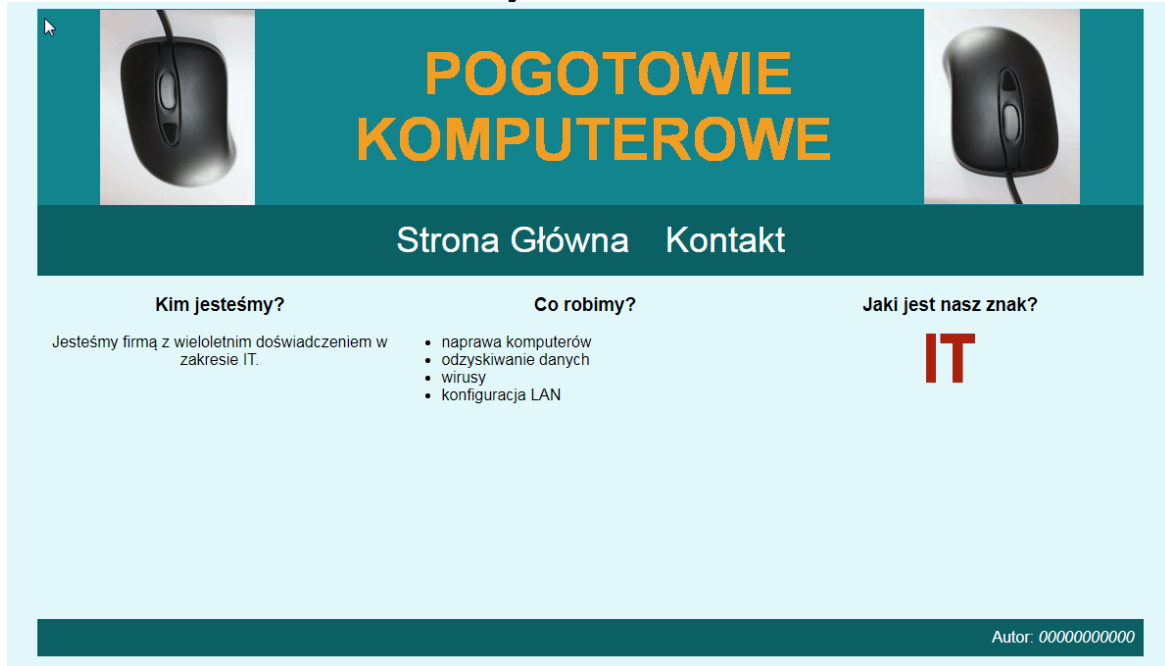 POGOTOWIE
KOMPUTEROWE
Strona Główna Kontakt
Kim jesteśmy?
Jesteśmy firmą z wieloletnim doświadczeniem w
zakresie IT.
Co robimy?
naprawa komputerów
odzyskiwanie danych
wirusy
konfiguracja LAN
Jaki jest nasz znak?
IT
Autor: 00000000000